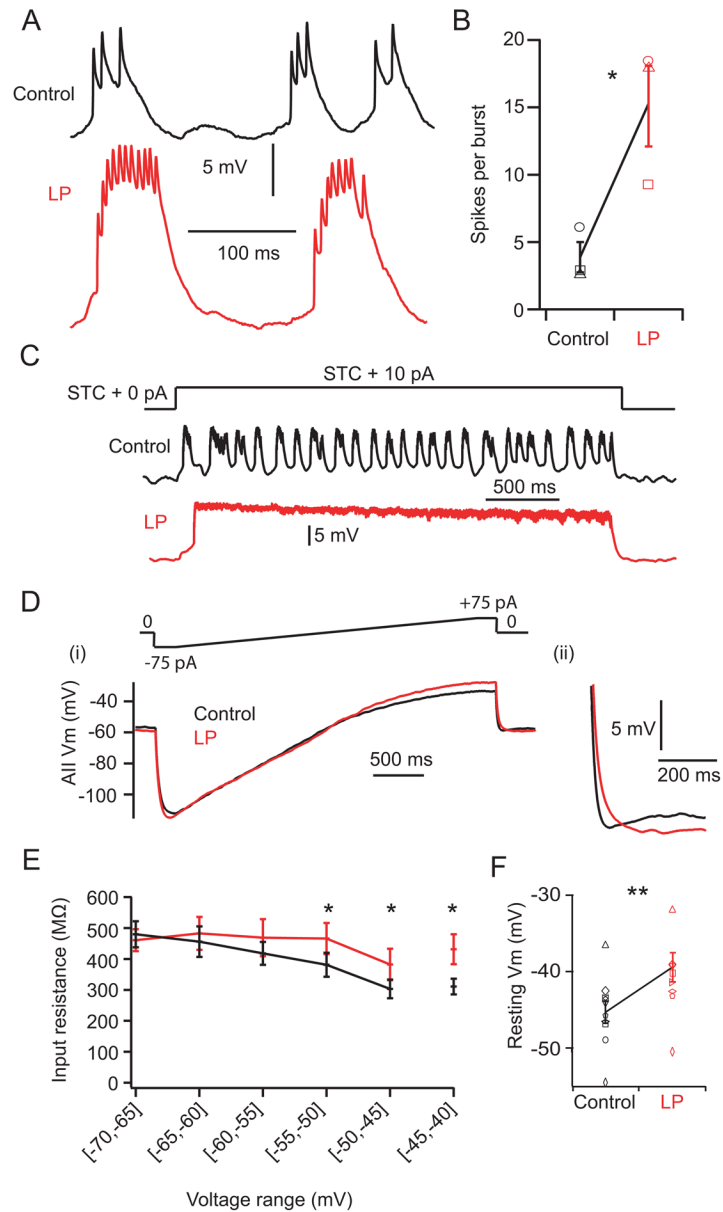 A
Control
LP
5 mV
100 ms
B
*
Spikes per burst
20
15
10
5
0
Control
LP
C
STC + 0 pA
STC + 10 pA
Control
LP
500 ms
5 mV
D
(i)
0
-75 pA
+75 pA
0
All Vm (mV)
-40
-60
-80
-100
Control
LP
500 ms
(ii)
5 mV
200 ms
E
Input resistance (MΩ)
600
500
400
300
200
100
0
* * *
[-70,-65]
[-65,-60]
[-60,-55]
[-55,-50]
[-50,-45]
[-45,-40]
Voltage range (mV)
F
**
Resting Vm (mV)
-30
-40
-50
Control
LP